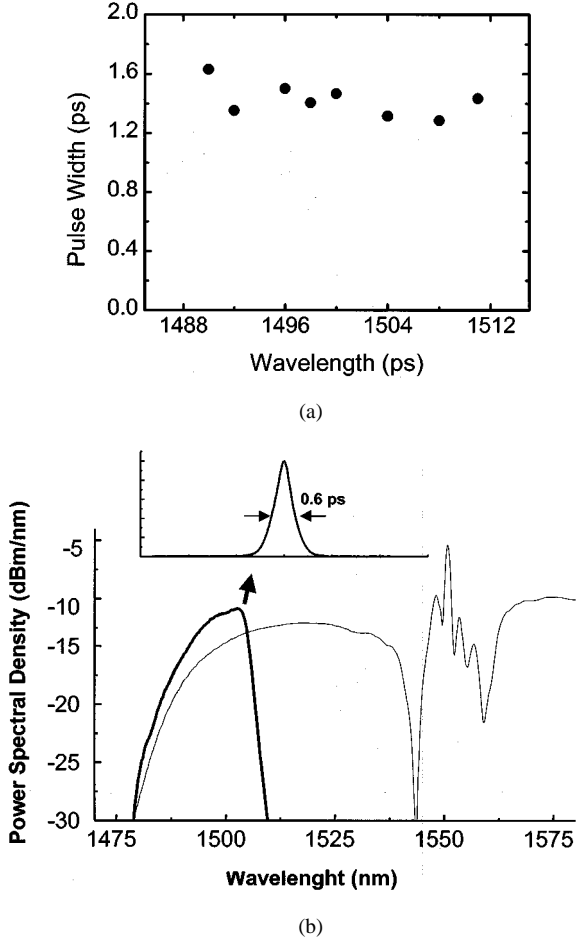 2.0
1.6
1.2
0.8
0.4
0.0
Pulse Width (ps)
1488 1496 1504 1512
Wavelength (ps)
(a)
0.6 ps
-5
-10
-15
-20
-25
-30
Power Spectral Density (dBm/nm)
1475 1500 1525 1550 1575
Wavelenght (nm)
(b)